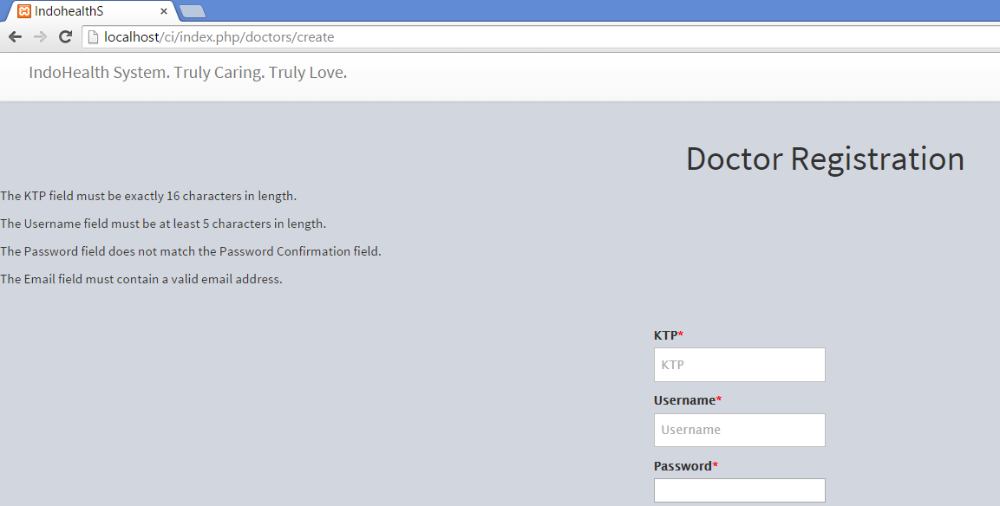 IndohealthS
localhost/ci/index.php/doctors/create
IndoHealth System. Truly Caring. Truly Love.
Doctor Registration
The KTP field must be exactly 16 characters in length.
The Username field must be at least 5 characters in length.
The Password field does not match the Password Confirmation field.
The Email field must contain a valid email address.
KTP*
KTP
Username*
Username
Password*